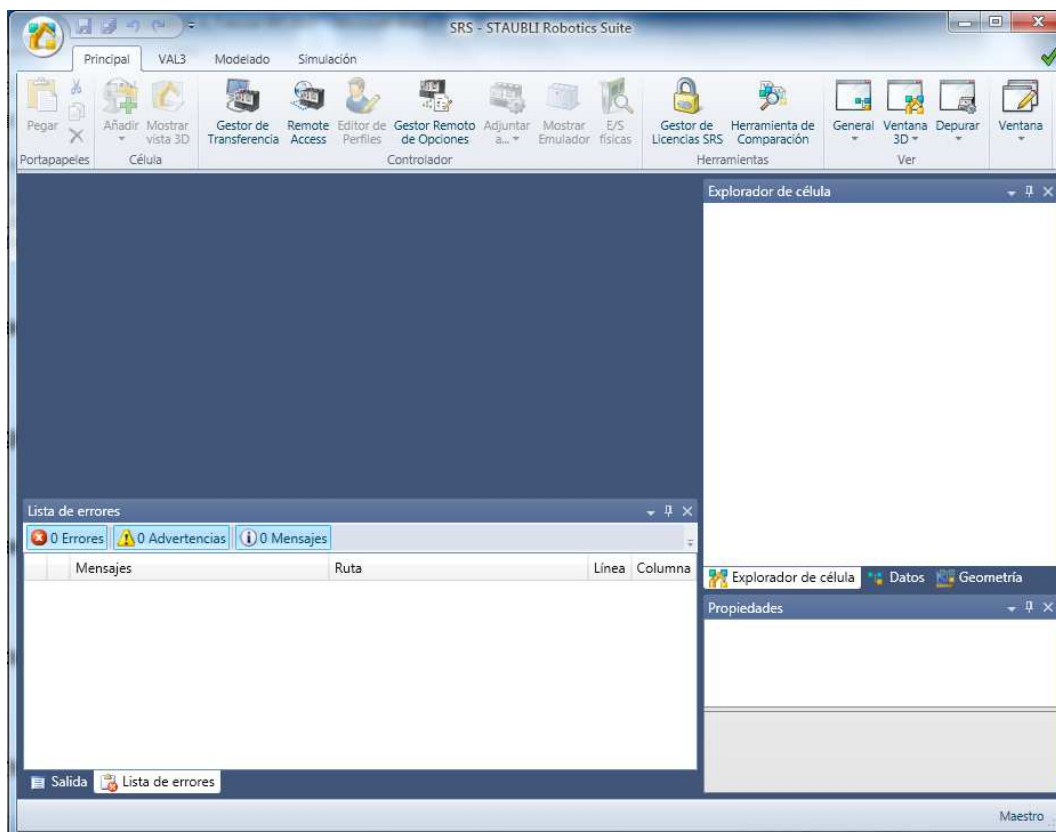 SRS - STAUBLI Robotics Suite
Principal VAL3 Modelado Simulación
Pegar
Añadir
Mostrar vista 3D
Gestor de Transferencia
Remote Access
Editor de Perfiles
Gestor Remoto de Opciones
Adjuntar a...
Mostrar Emulador
E/S físicas
Gestor de Licencias SRS
Herramienta de Comparación
General
Ventana 3D
Depurar
Ventana
Portapapeles Célula Controlador Herramientas Ver
Explorador de célula
Lista de errores
0 Errores 0 Advertencias 0 Mensajes
Mensajes Ruta Línea Columna
Explorador de célula Datos Geometría
Propiedades
Salida Lista de errores
Maestro